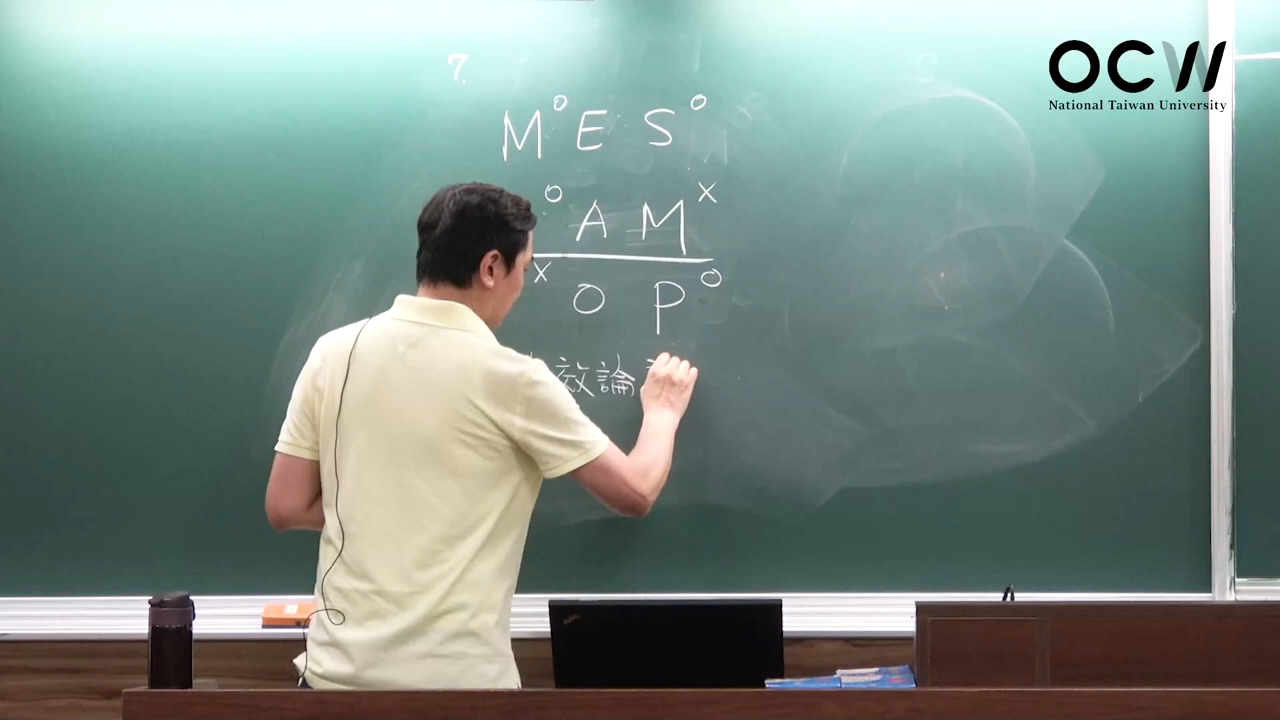 OCW
National Taiwan University
7.
M° E S°
° A M×
× O P°
效論